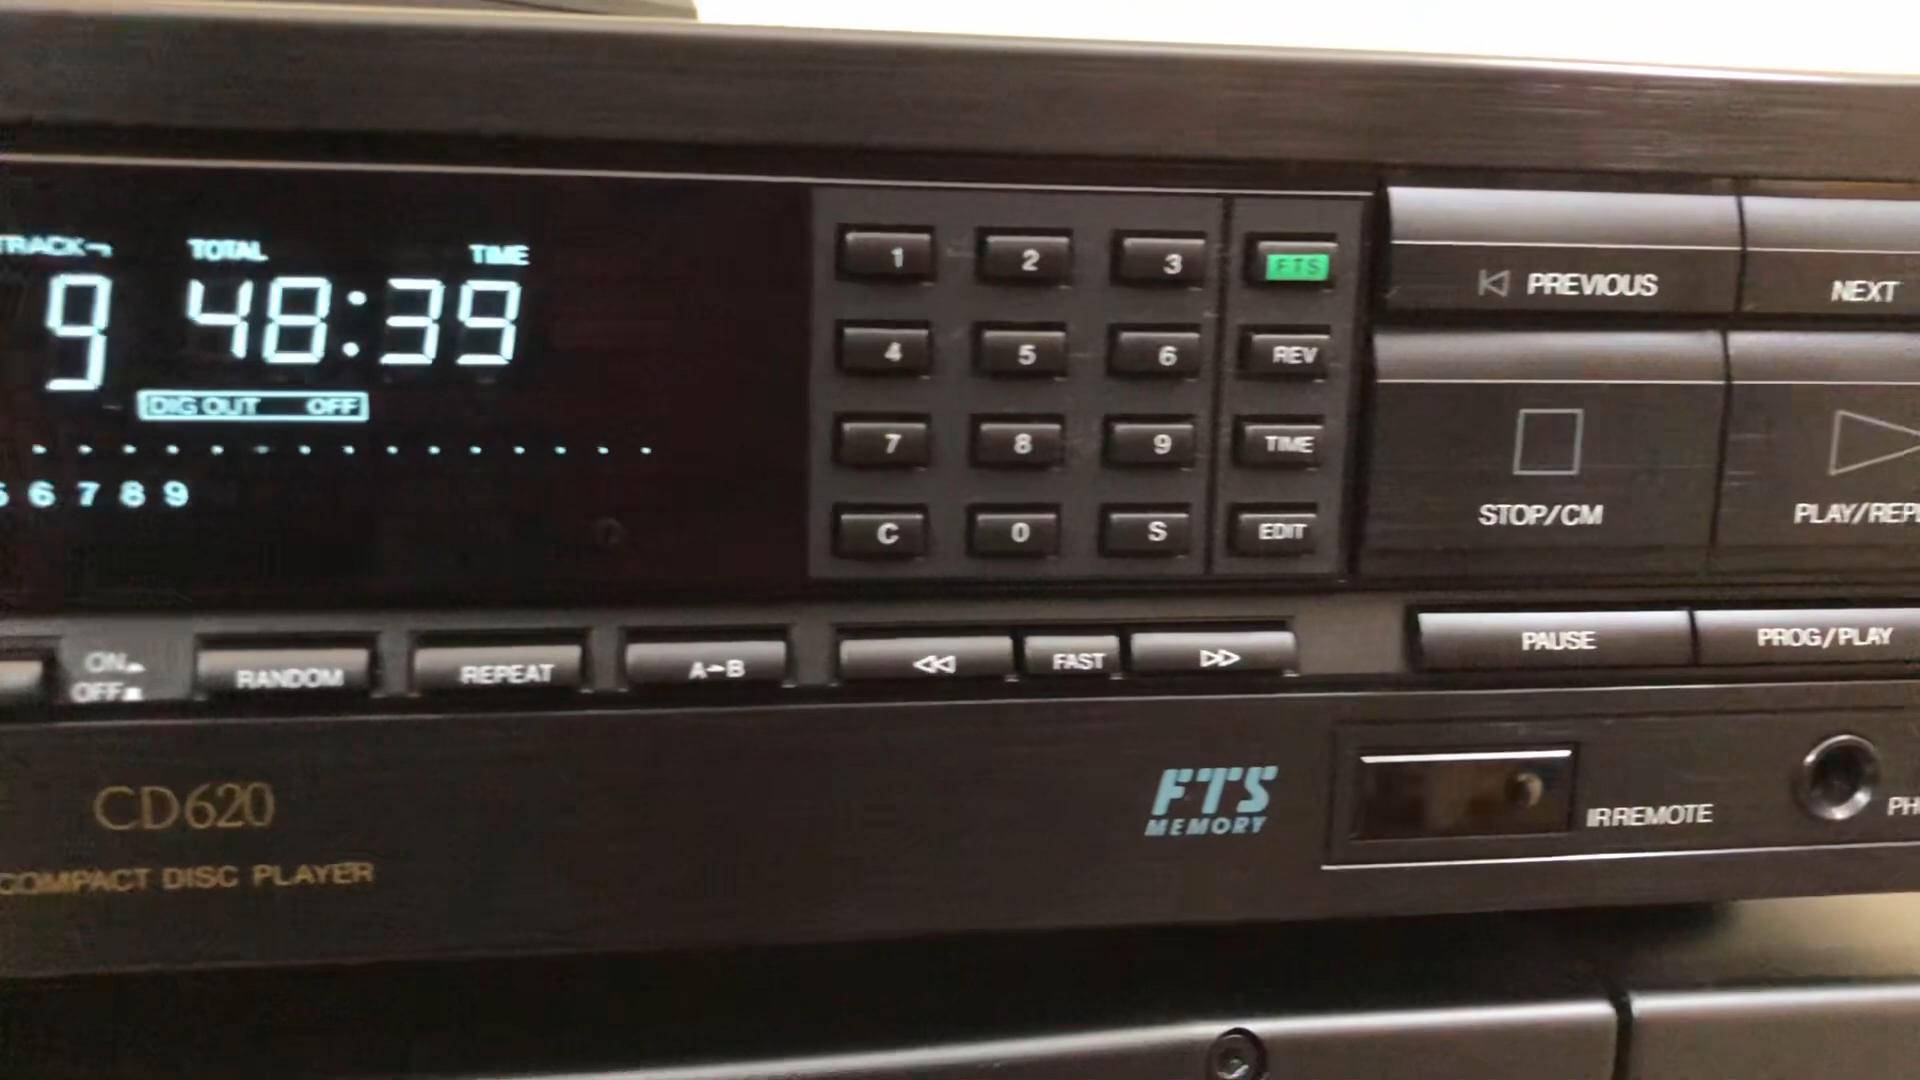 TRACK TOTAL TIME
9 48:39
DIG OUT OFF
6 7 8 9
1 2 3 FTS
4 5 6 REV
7 8 9 TIME
C 0 S EDIT
PREVIOUS NEXT
STOP/CM
PAUSE PROG/PLAY
ON
OFF
RANDOM REPEAT A-B FAST
CD620
COMPACT DISC PLAYER
FTS
MEMORY
IR REMOTE